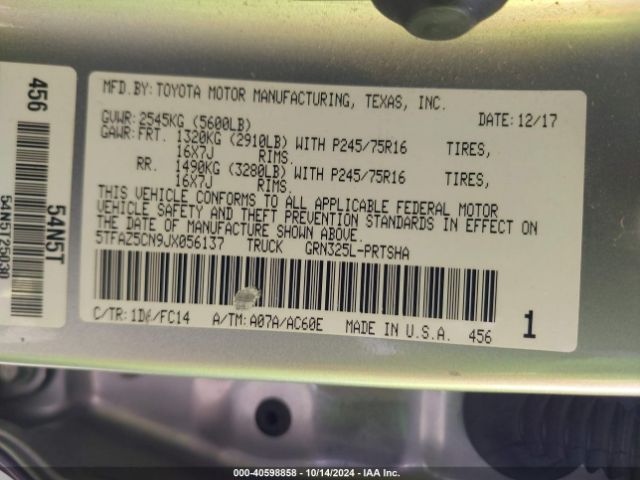 MFD.BY: TOYOTA MOTOR MANUFACTURING, TEXAS, INC.
DATE: 12/17
GVWR: 2545KG (5600LB)
GAWR: FRT. 1320KG (2910LB) WITH P245/75R16 TIRES,
16X7J RIMS.
RR. 1490KG (3280LB) WITH P245/75R16 TIRES,
16X7J RIMS.
THIS VEHICLE CONFORMS TO ALL APPLICABLE FEDERAL MOTOR
VEHICLE SAFETY AND THEFT PREVENTION STANDARDS IN EFFECT ON
THE DATE OF MANUFACTURE SHOWN ABOVE.
5TFAZ5CN9JX056137 TRUCK GRN325L-PRTSHA
C/TR: /FC14 A/TM: A07A/AC60E MADE IN U.S.A. 456
1
456
54N5T
000-40598858 - 10/14/2024 - IAA Inc.